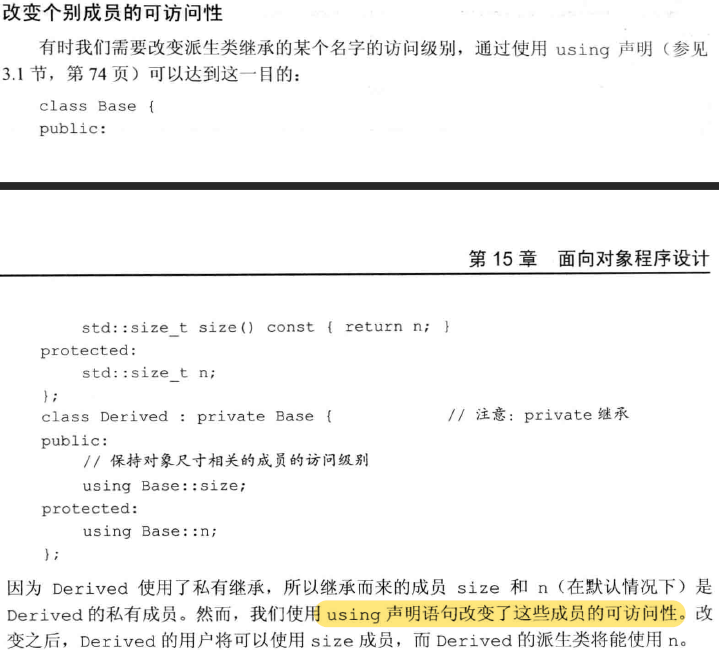 改变个别成员的可访问性
有时我们需要改变派生类继承的某个名字的访问级别，通过使用 using 声明（参见
3.1 节，第 74 页）可以达到这一目的：
class Base {
public:
第 15 章 面向对象程序设计
std::size_t size() const { return n; }
protected:
std::size_t n;
};
class Derived : private Base { // 注意：private 继承
public:
// 保持对象尺寸相关的成员的访问级别
using Base::size;
protected:
using Base::n;
};
因为 Derived 使用了私有继承，所以继承而来的成员 size 和 n（在默认情况下）是
Derived 的私有成员。然而，我们使用 using 声明语句改变了这些成员的可访问性。改
变之后，Derived 的用户将可以使用 size 成员，而 Derived 的派生类将能使用 n。